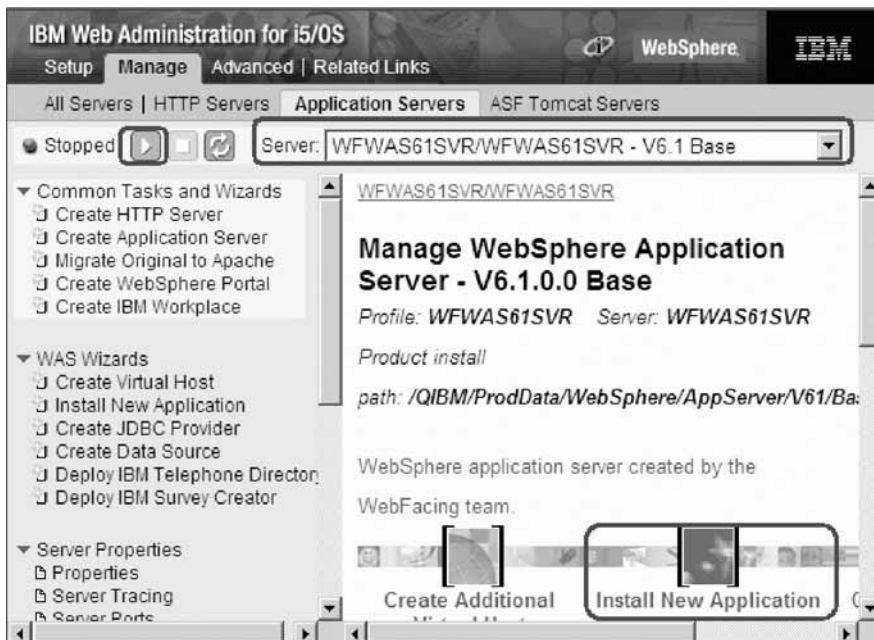 IBM Web Administration for i5/OS
WebSphere.
IBM
Setup Manage Advanced | Related Links
All Servers | HTTP Servers Application Servers ASF Tomcat Servers
Stopped Server: WFWAS61SVR/WFWAS61SVR - V6.1 Base
Common Tasks and Wizards
Create HTTP Server
Create Application Server
Migrate Original to Apache
Create WebSphere Portal
Create IBM Workplace
WAS Wizards
Create Virtual Host
Install New Application
Create JDBC Provider
Create Data Source
Deploy IBM Telephone Director
Deploy IBM Survey Creator
Server Properties
Properties
Server Tracing
Server Ports
WFWAS61SVR/WFWAS61SVR
Manage WebSphere Application
Server - V6.1.0.0 Base
Profile: WFWAS61SVR Server: WFWAS61SVR
Product install
path: /QIBM/ProdData/WebSphere/AppServer/V61/Ba
WebSphere application server created by the
WebFacing team.
Create Additional
Install New Application